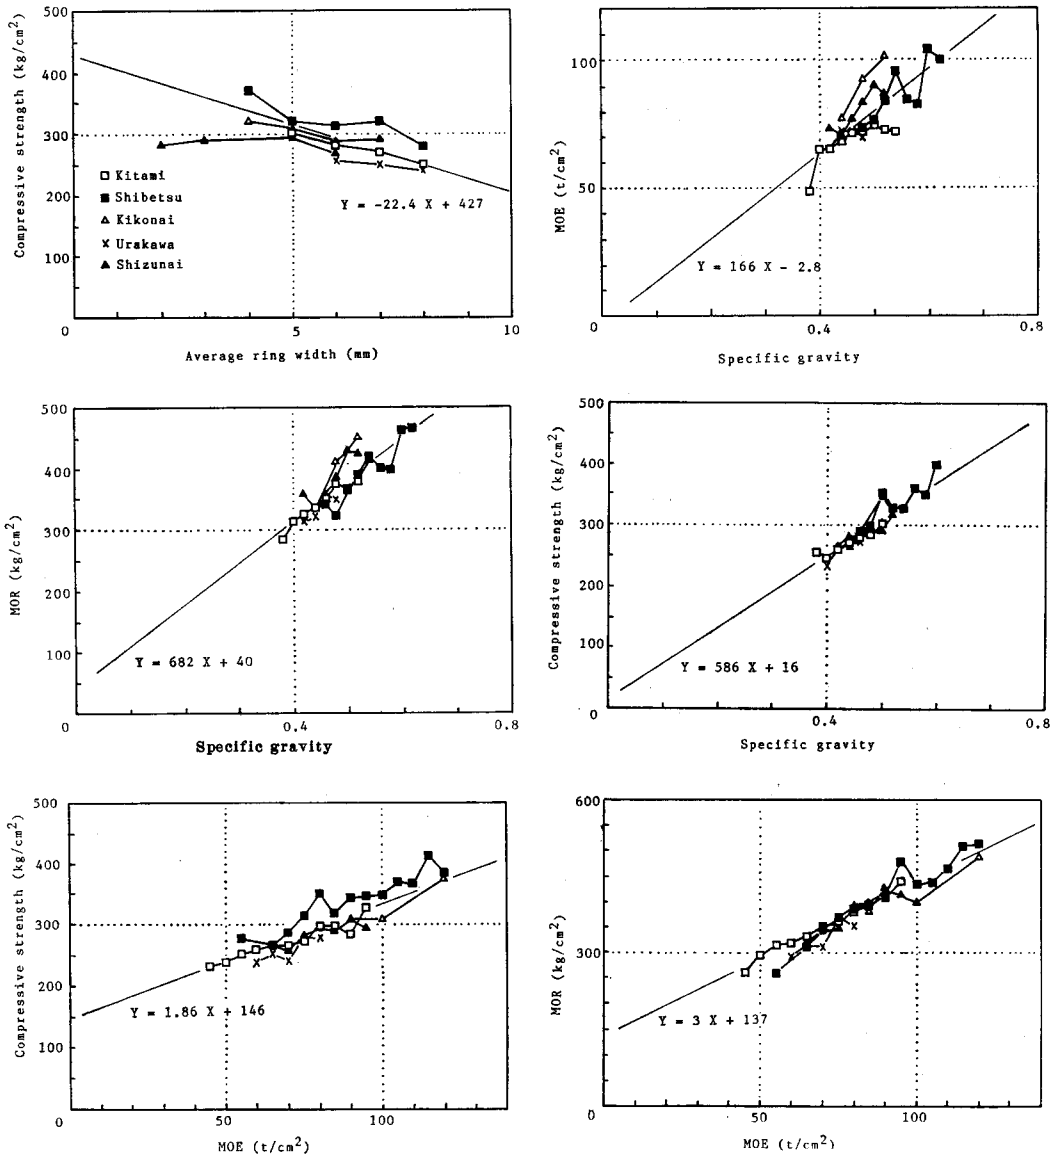 Compressive strength (kg/cm²)
500
400
300
200
100
0
5
10
Average ring width (mm)
Kitami
Shibetsu
Kikonai
Urakawa
Shizunai
Y = -22.4 X + 427
MOE (t/cm²)
100
50
0
0.4
0.8
Specific gravity
Y = 166 X - 2.8
MOR (kg/cm²)
500
400
300
200
100
0
0.4
0.8
Specific gravity
Y = 682 X + 40
Compressive strength (kg/cm²)
500
400
300
200
100
0
0.4
0.8
Specific gravity
Y = 586 X + 16
Compressive strength (kg/cm²)
500
400
300
200
100
0
50
100
MOE (t/cm²)
Y = 1.86 X + 146
MOR (kg/cm²)
600
300
0
50
100
MOE (t/cm²)
Y = 3 X + 137